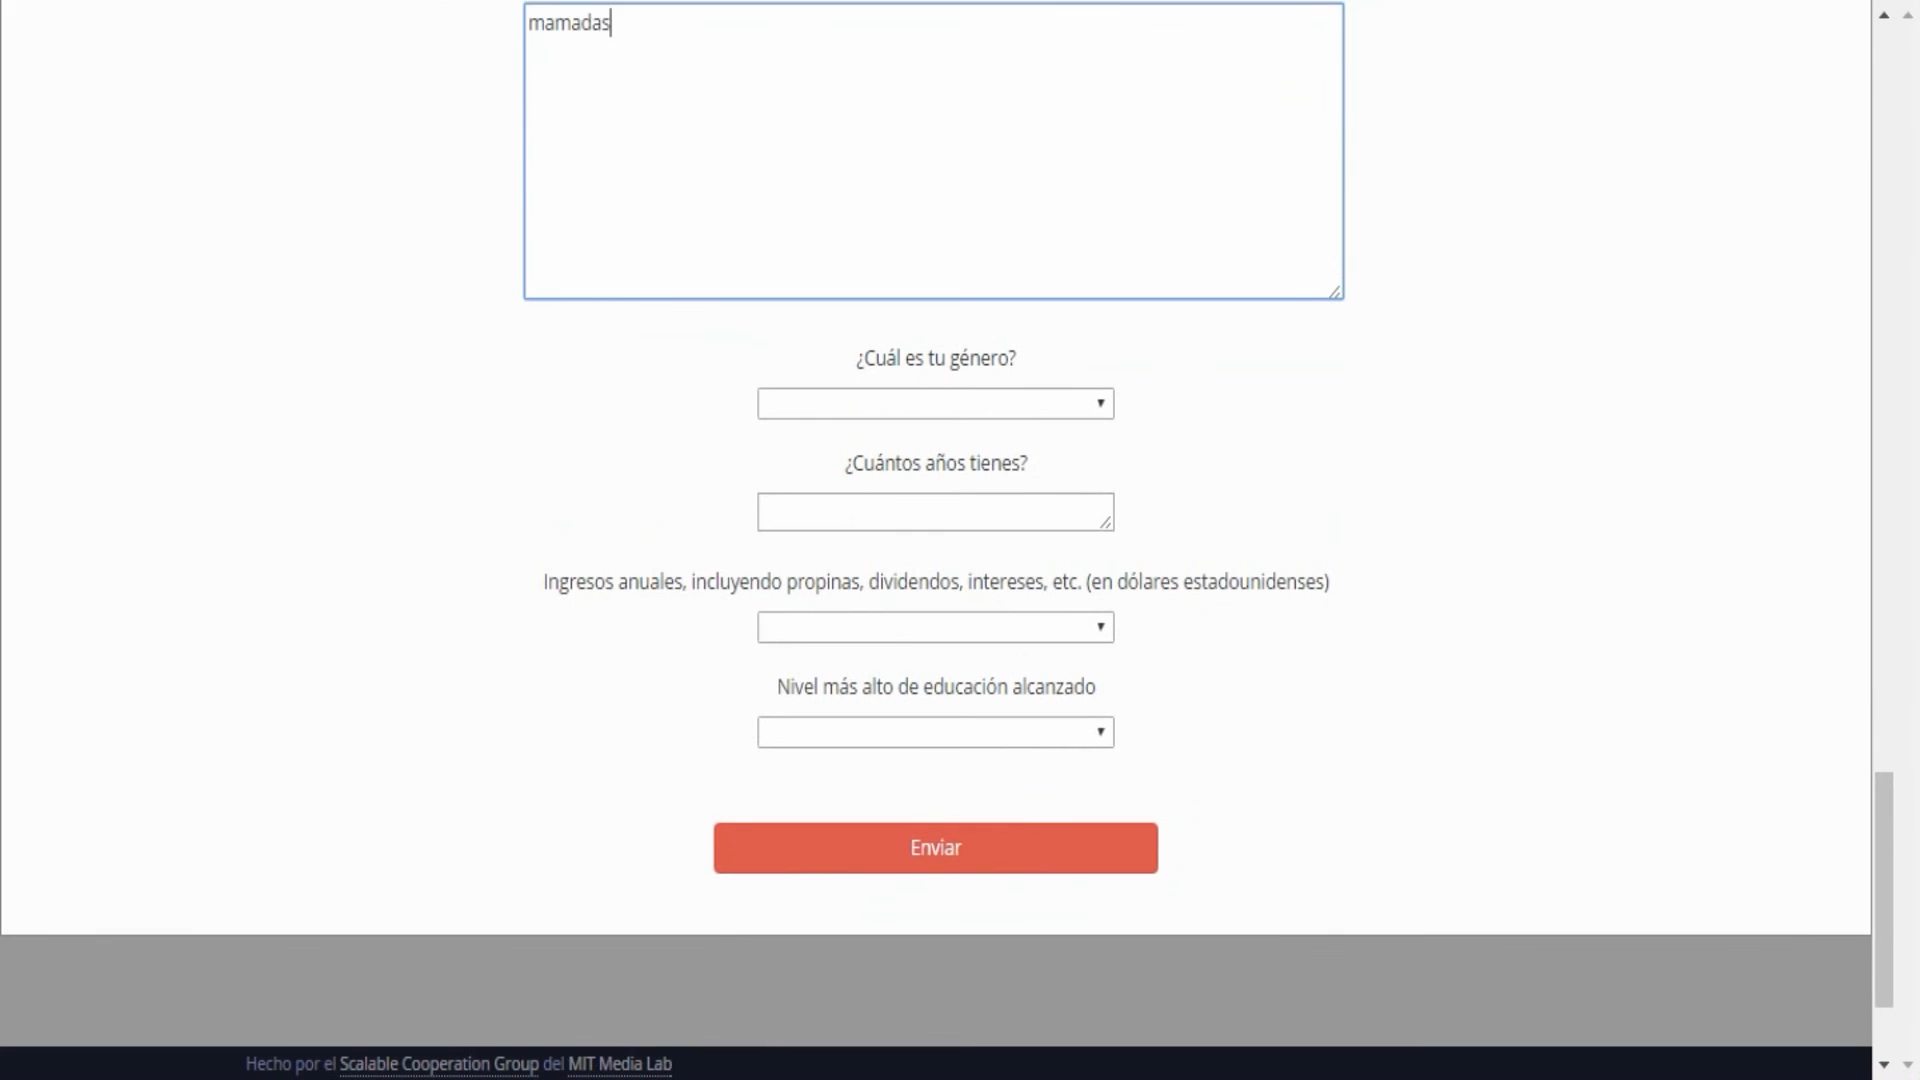 mamadas
¿Cuál es tu género?
¿Cuántos años tienes?
Ingresos anuales, incluyendo propinas, dividendos, intereses, etc. (en dólares estadounidenses)
Nivel más alto de educación alcanzado
Enviar
Hecho por el Scalable Cooperation Group del MIT Media Lab